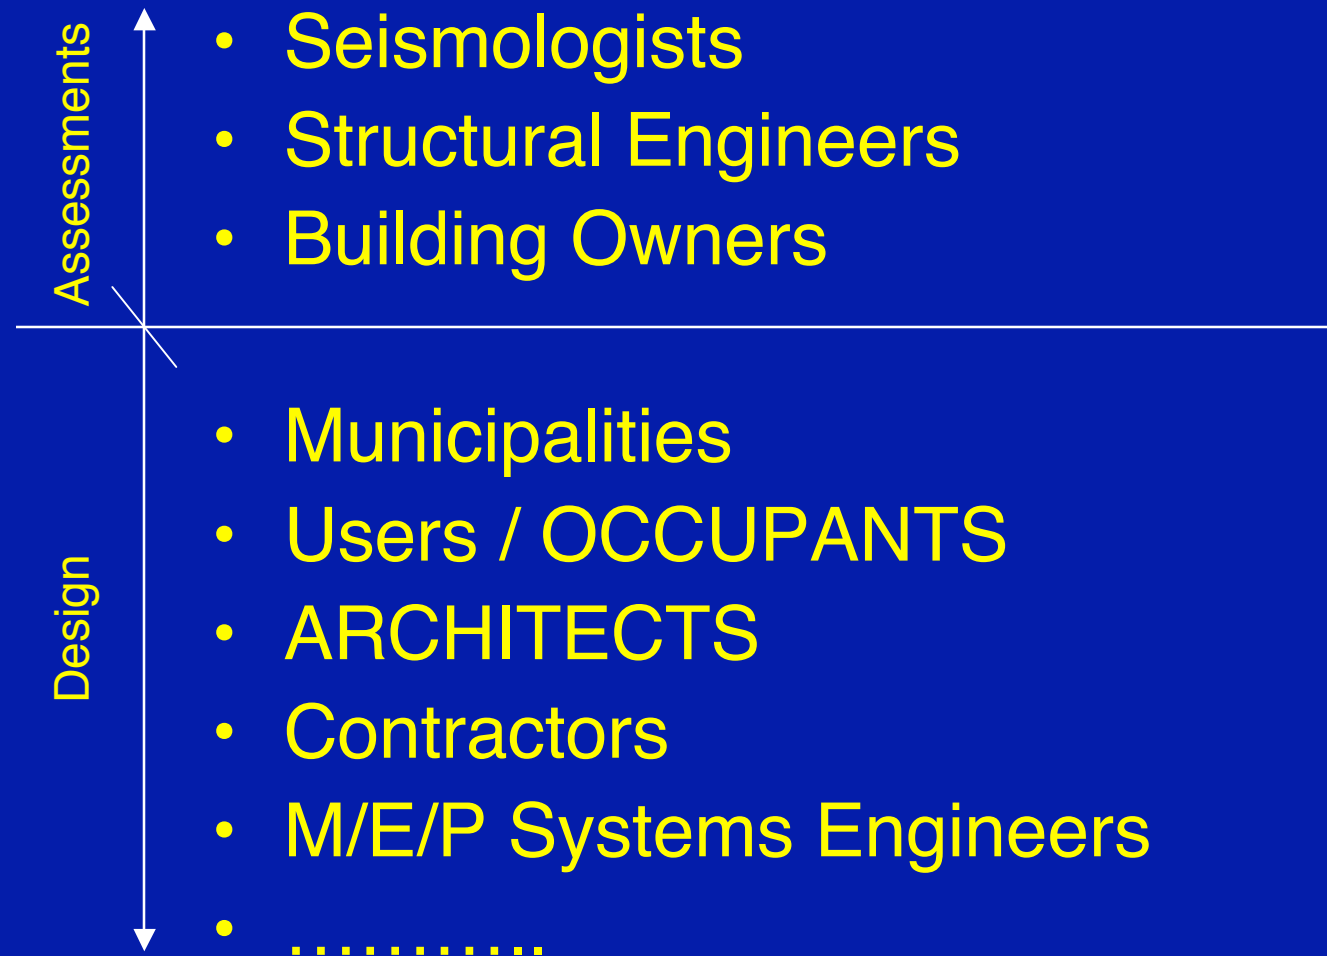 Assessments
• Seismologists
• Structural Engineers
• Building Owners
Design
• Municipalities
• Users / OCCUPANTS
• ARCHITECTS
• Contractors
• M/E/P Systems Engineers
• ………..